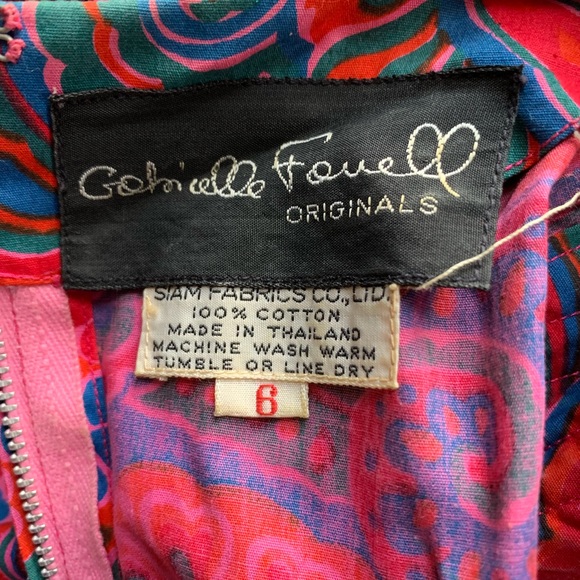 Gabrielle Farrell
ORIGINALS
SIAM FABRICS CO., LTD.
100% COTTON
MADE IN THAILAND
MACHINE WASH WARM
TUMBLE OR LINE DRY
6